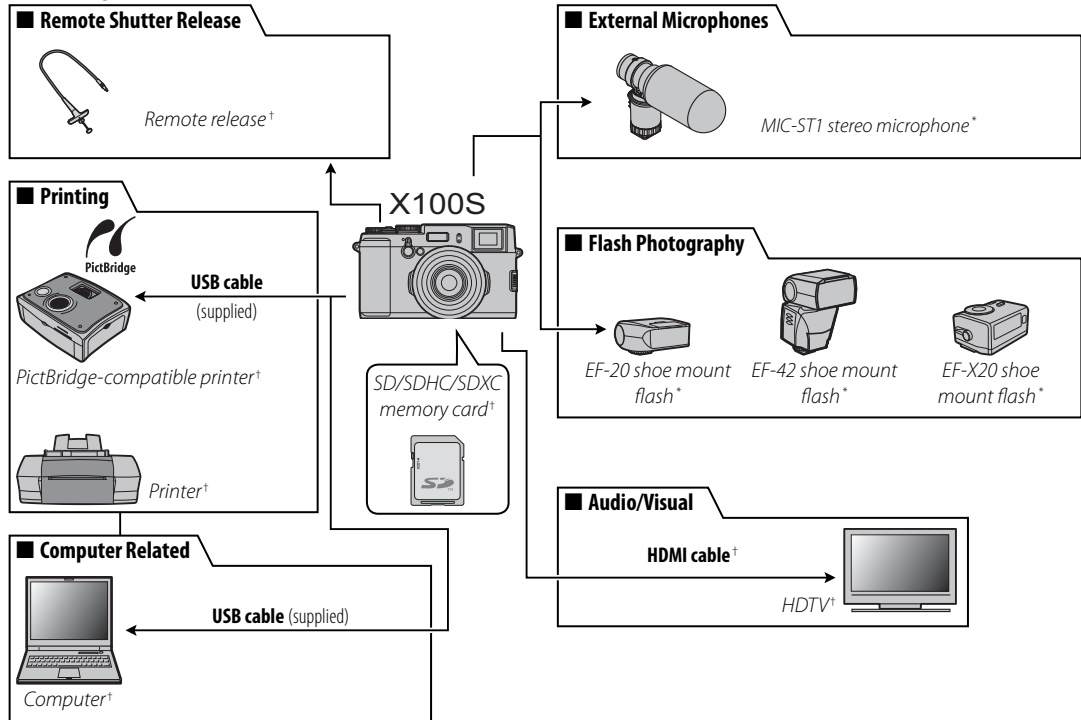 ■ Remote Shutter Release
Remote release†
■ External Microphones
MIC-ST1 stereo microphone*
■ Printing
PictBridge
USB cable
(supplied)
PictBridge-compatible printer†
Printer†
X100S
SD/SDHC/SDXC
memory card†
SD
■ Flash Photography
EF-20 shoe mount
flash*
EF-42 shoe mount
flash*
EF-X20 shoe
mount flash*
■ Computer Related
USB cable (supplied)
Computer†
■ Audio/Visual
HDMI cable†
HDTV†